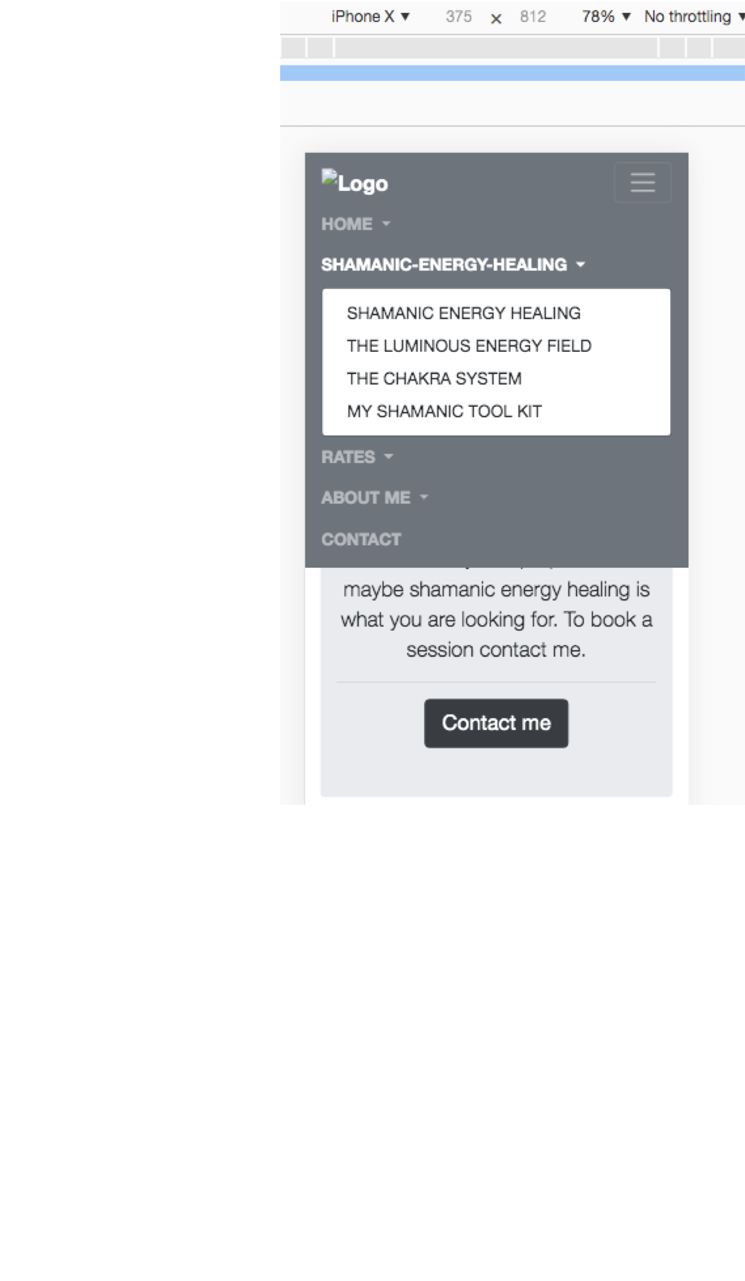 iPhone X ▼ 375 × 812 78% ▼ No throttling ▼
Logo
HOME
SHAMANIC-ENERGY-HEALING
SHAMANIC ENERGY HEALING
THE LUMINOUS ENERGY FIELD
THE CHAKRA SYSTEM
MY SHAMANIC TOOL KIT
RATES
ABOUT ME
CONTACT
maybe shamanic energy healing is
what you are looking for. To book a
session contact me.
Contact me